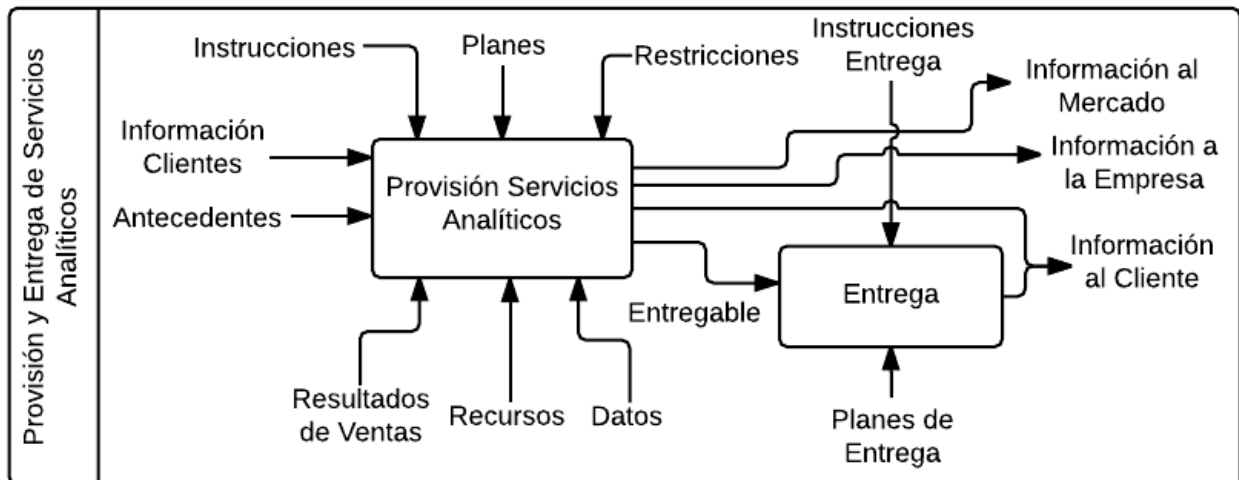 Provisión y Entrega de Servicios
Analíticos
Instrucciones
Planes
Restricciones
Instrucciones
Entrega
Información al
Mercado
Información
Clientes
Información a
la Empresa
Provisión Servicios
Analíticos
Antecedentes
Información
al Cliente
Entrega
Entregable
Resultados
de Ventas
Recursos
Datos
Planes de
Entrega